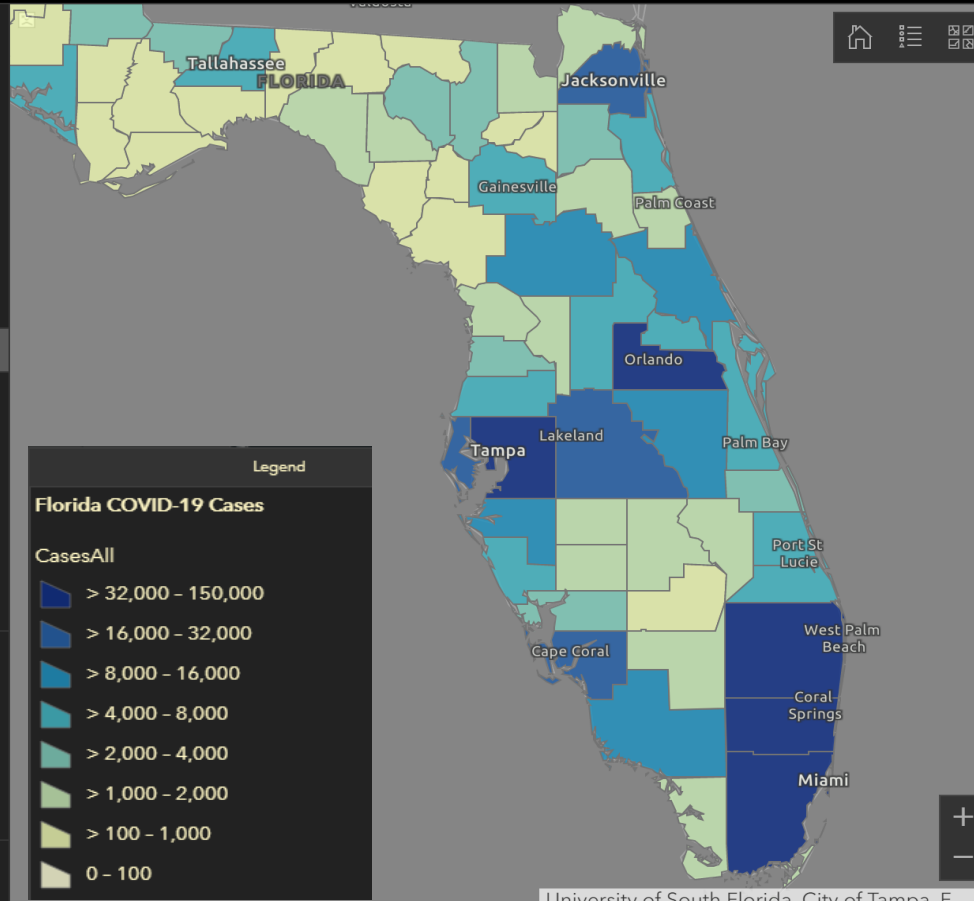 Valdosta
Tallahassee
FLORIDA
Jacksonville
Gainesville
Palm Coast
Orlando
Lakeland
Tampa
Palm Bay
Port St
Lucie
West Palm
Beach
Cape Coral
Coral
Springs
Miami
Legend
Florida COVID-19 Cases
CasesAll
> 32,000 – 150,000
> 16,000 – 32,000
> 8,000 – 16,000
> 4,000 – 8,000
> 2,000 – 4,000
> 1,000 – 2,000
> 100 – 1,000
0 – 100
+
−
University of South Florida, City of Tampa, F